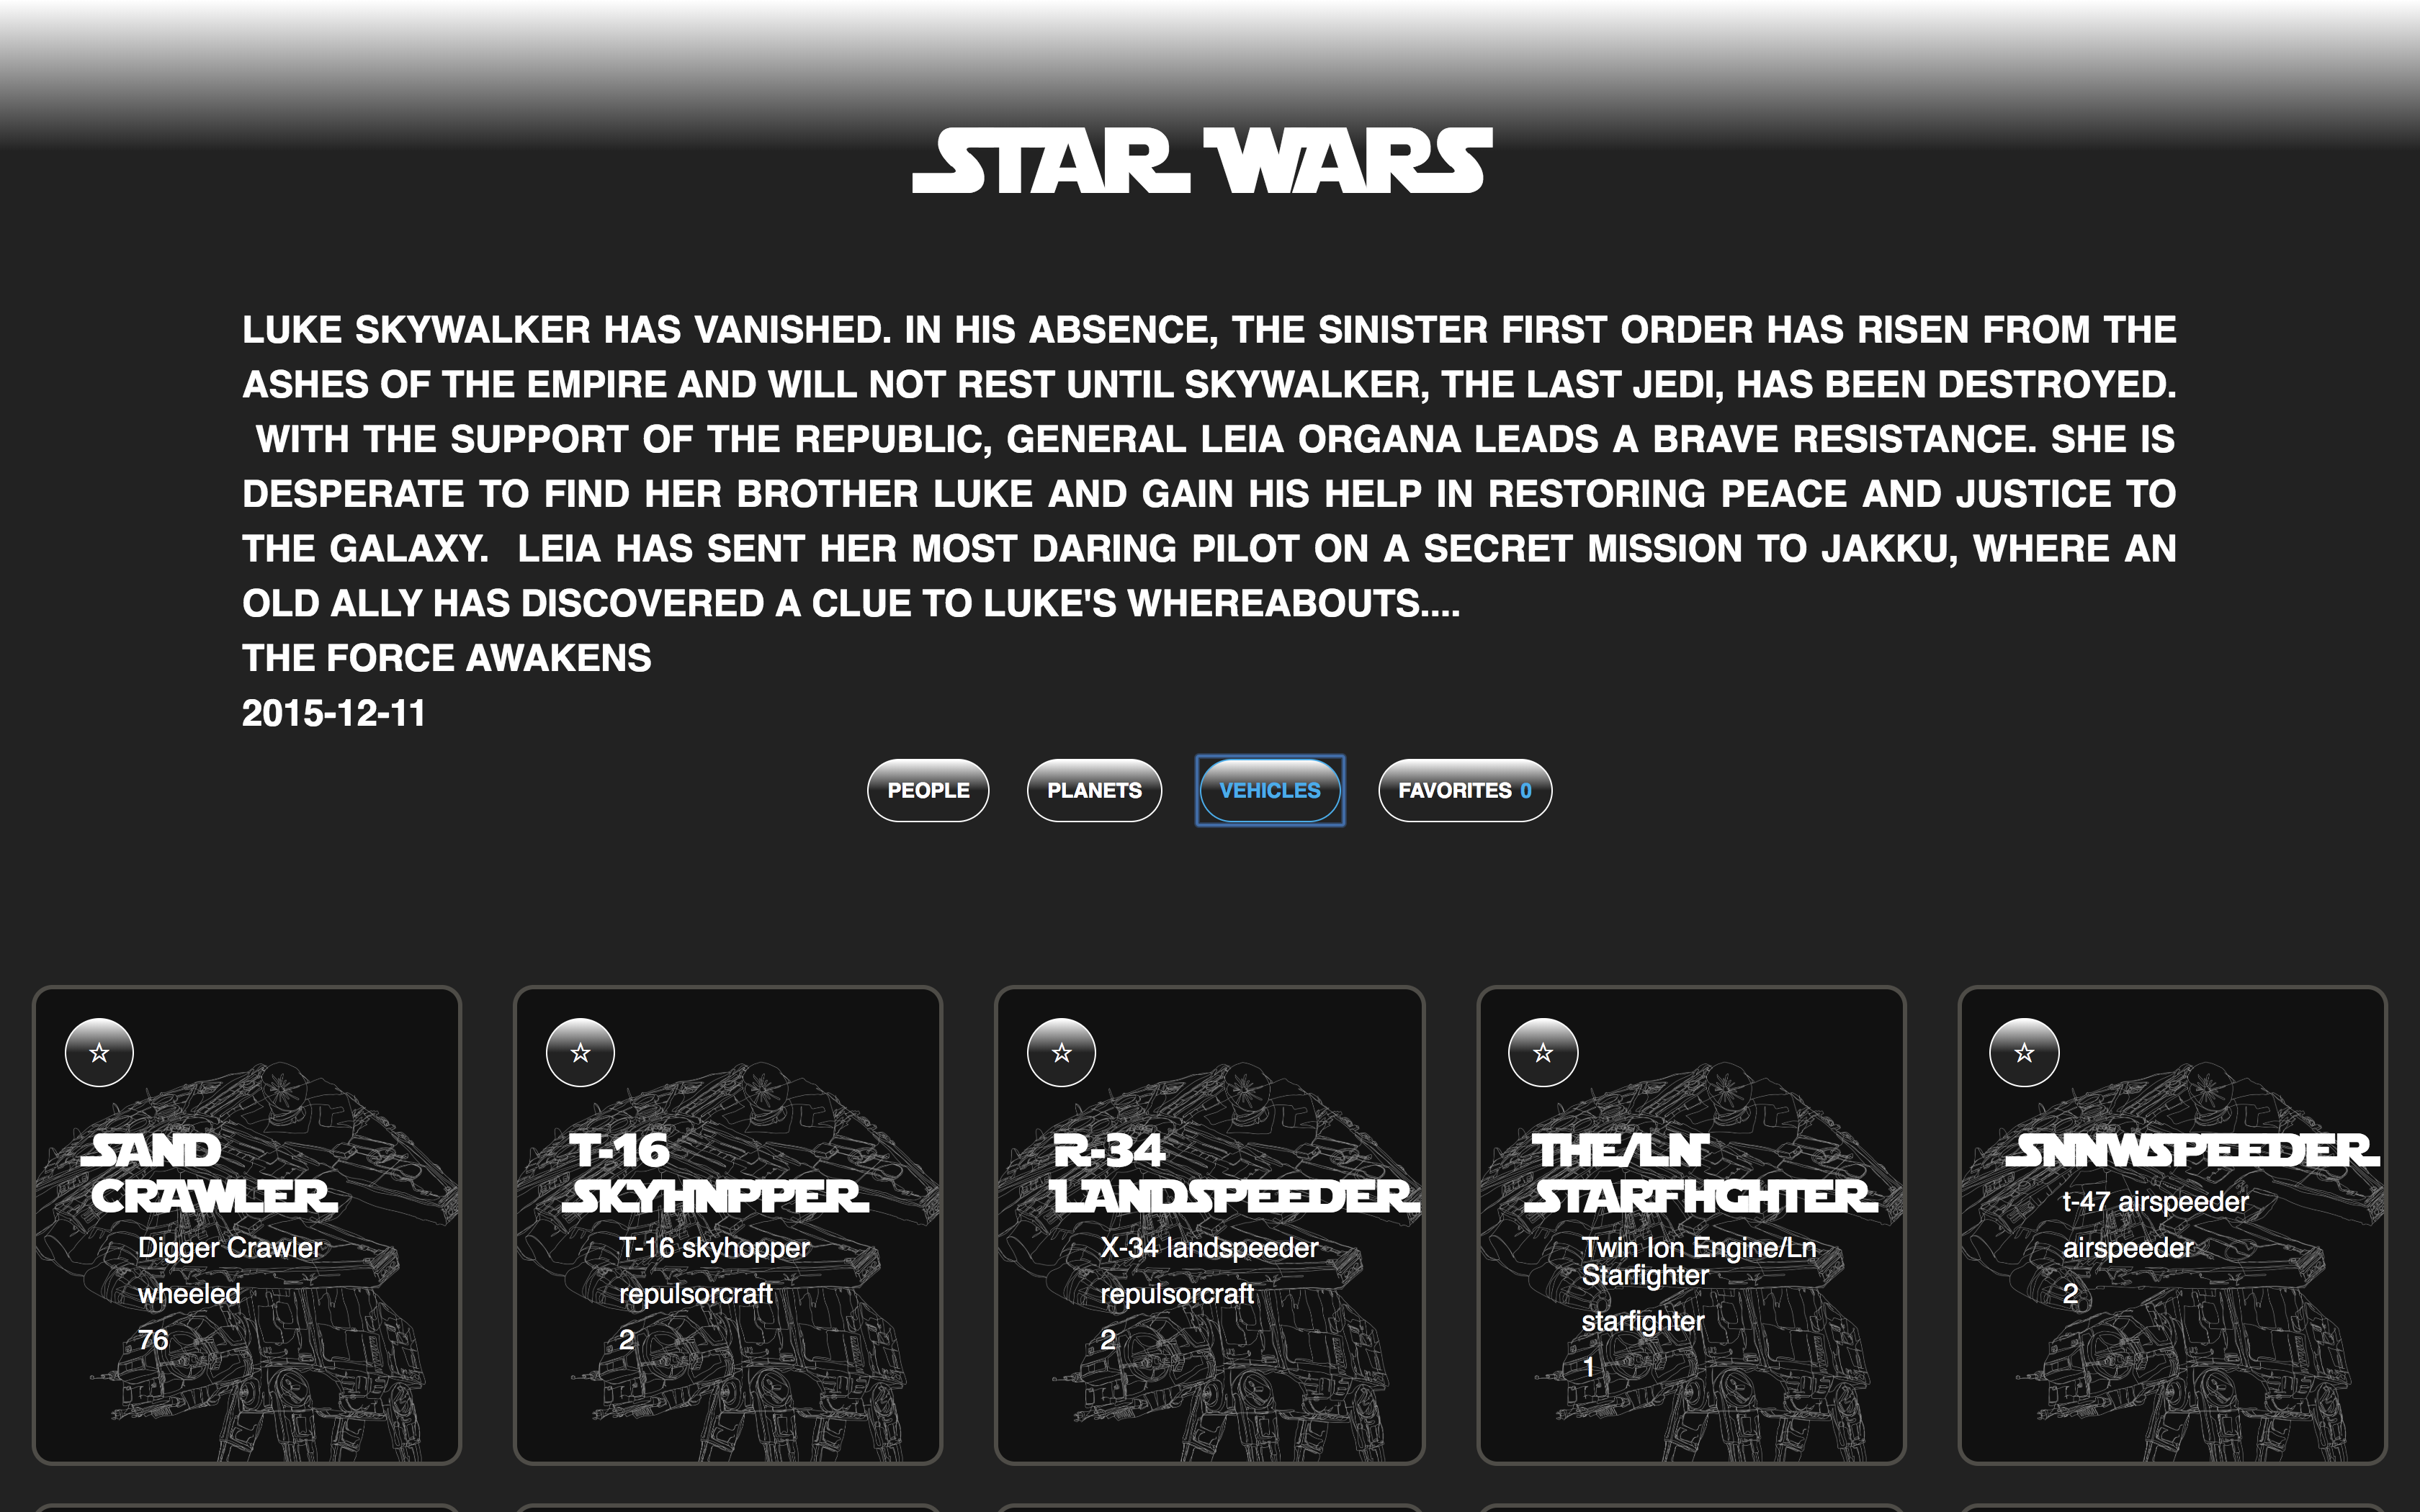 STAR WARS
LUKE SKYWALKER HAS VANISHED. IN HIS ABSENCE, THE SINISTER FIRST ORDER HAS RISEN FROM THE
ASHES OF THE EMPIRE AND WILL NOT REST UNTIL SKYWALKER, THE LAST JEDI, HAS BEEN DESTROYED.
WITH THE SUPPORT OF THE REPUBLIC, GENERAL LEIA ORGANA LEADS A BRAVE RESISTANCE. SHE IS
DESPERATE TO FIND HER BROTHER LUKE AND GAIN HIS HELP IN RESTORING PEACE AND JUSTICE TO
THE GALAXY. LEIA HAS SENT HER MOST DARING PILOT ON A SECRET MISSION TO JAKKU, WHERE AN
OLD ALLY HAS DISCOVERED A CLUE TO LUKE'S WHEREABOUTS....
THE FORCE AWAKENS
2015-12-11
PEOPLE
PLANETS
VEHICLES
FAVORITES 0
SAND
CRAWLER
Digger Crawler
wheeled
76
T-16
SKYHNPPER
T-16 skyhopper
repulsorcraft
2
R-34
LANDSPEEDER
X-34 landspeeder
repulsorcraft
2
THE/LN
STARFHGHTER
Twin Ion Engine/Ln
Starfighter
starfighter
1
SNNWSPEEDER
t-47 airspeeder
airspeeder
2